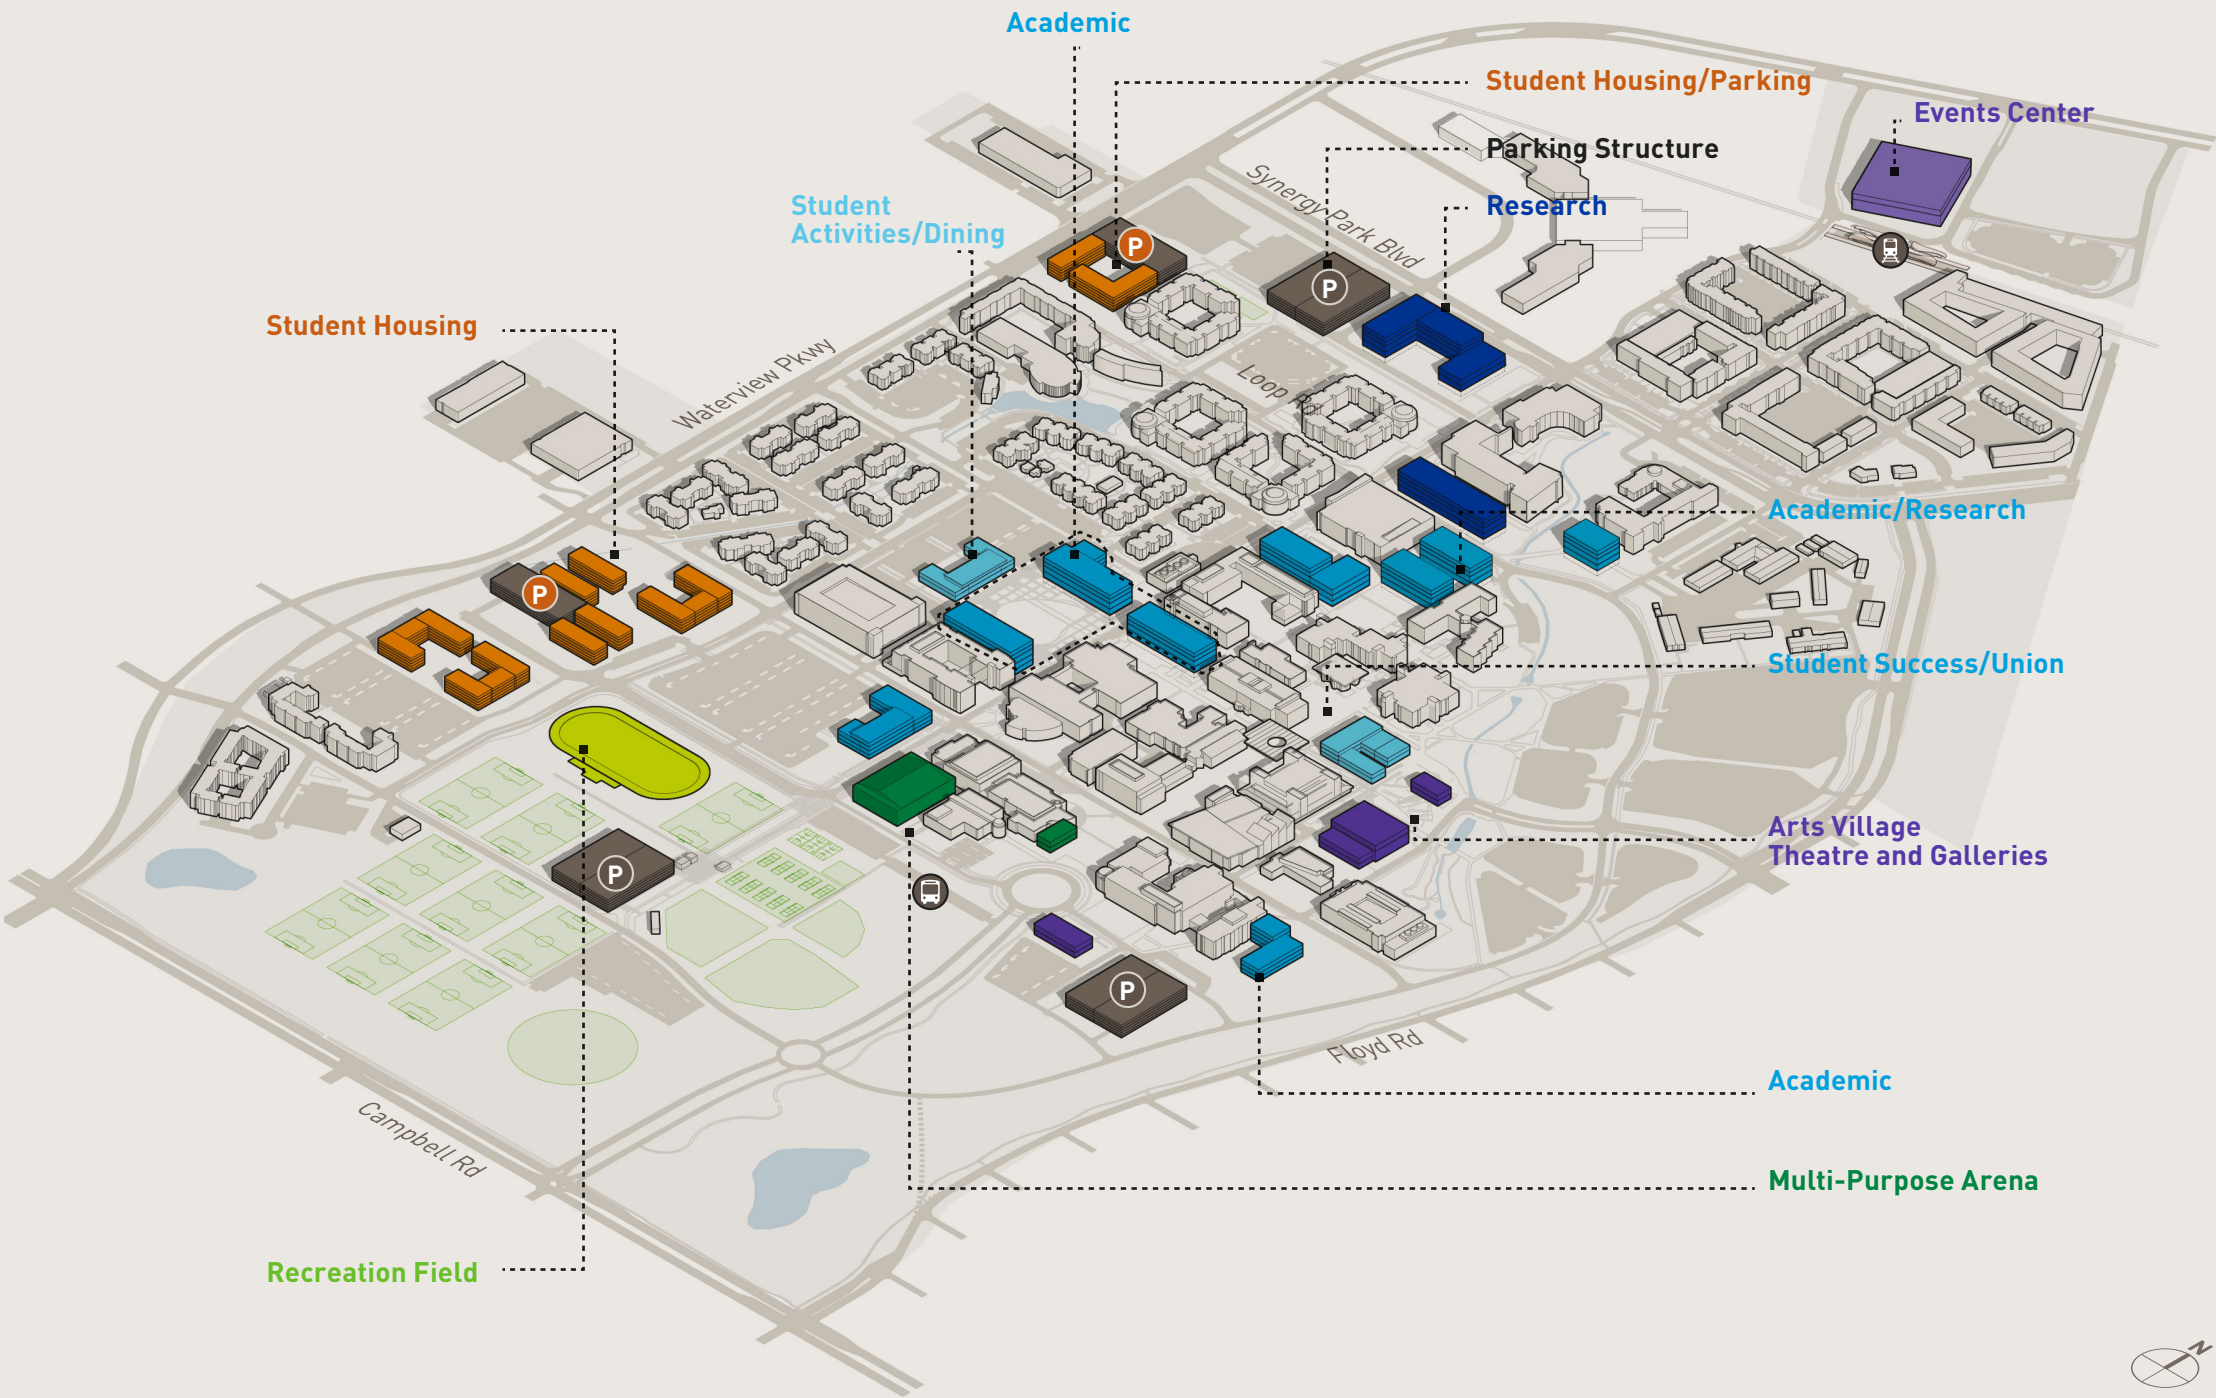 Academic
Student Housing/Parking
Events Center
Parking Structure
Synergy Park Blvd
Student
Activities/Dining
Research
P
P
Student Housing
Waterview Pkwy
Loop Rd
Academic/Research
P
Student Success/Union
Arts Village
Theatre and Galleries
P
P
Floyd Rd
Academic
Campbell Rd
Multi-Purpose Arena
Recreation Field
N